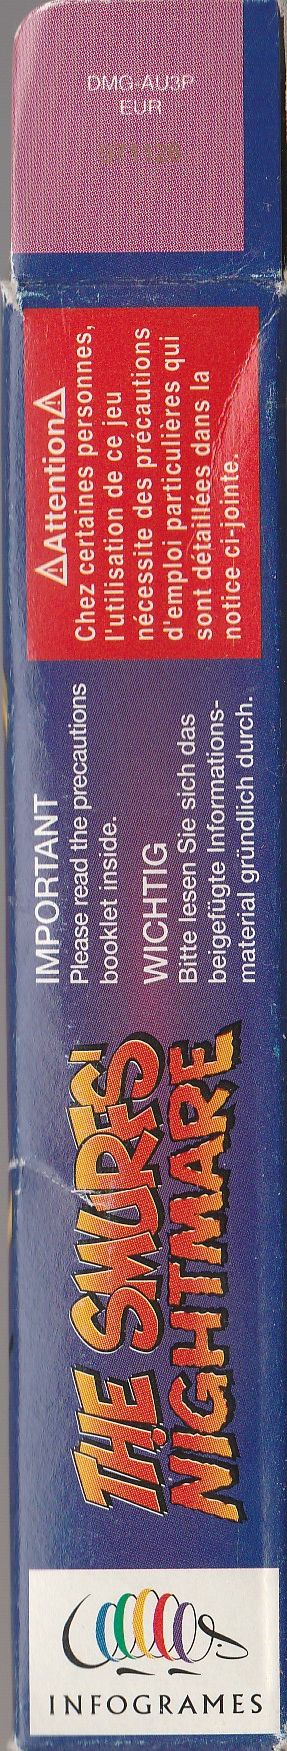 DMG-AU3P
EUR
⚠Attention⚠
Chez certaines personnes,
l'utilisation de ce jeu
nécessite des précautions
d'emploi particulières qui
sont détaillées dans la
notice ci-jointe.
IMPORTANT
Please read the precautions
booklet inside.
WICHTIG
Bitte lesen Sie sich das
beigefügte Informations-
material gründlich durch.
THE SMURFS'
NIGHTMARE
INFOGRAMES